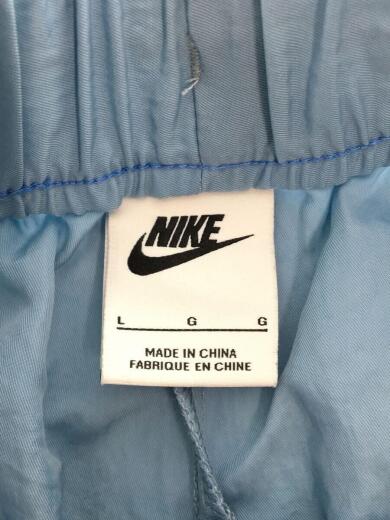 NIKE
L G G
MADE IN CHINA
FABRIQUE EN CHINE